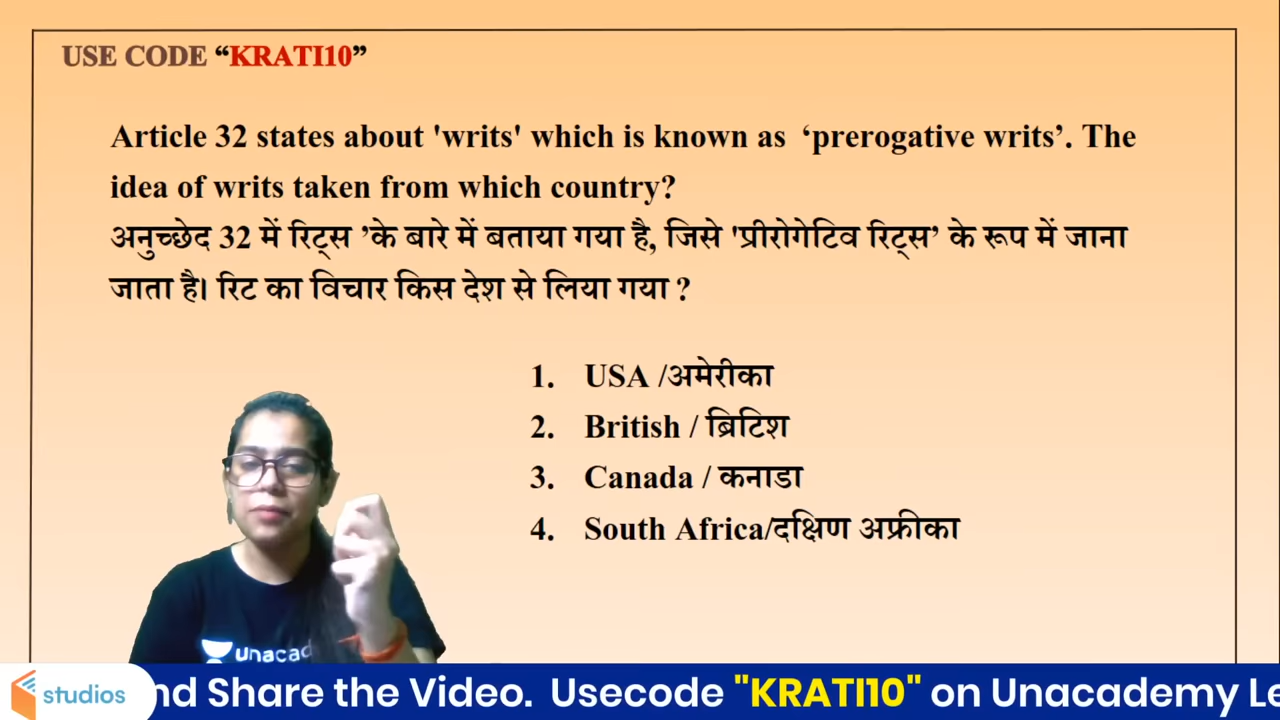 USE CODE “KRATI10”
Article 32 states about 'writs' which is known as ‘prerogative writs’. The
idea of writs taken from which country?
अनुच्छेद 32 में रिट्स ’के बारे में बताया गया है, जिसे 'प्रीरोगेटिव रिट्स’ के रूप में जाना
जाता है। रिट का विचार किस देश से लिया गया ?
1. USA /अमेरीका
2. British / ब्रिटिश
3. Canada / कनाडा
4. South Africa/दक्षिण अफ्रीका
unacad
studios
nd Share the Video. Usecode "KRATI10" on Unacademy Le